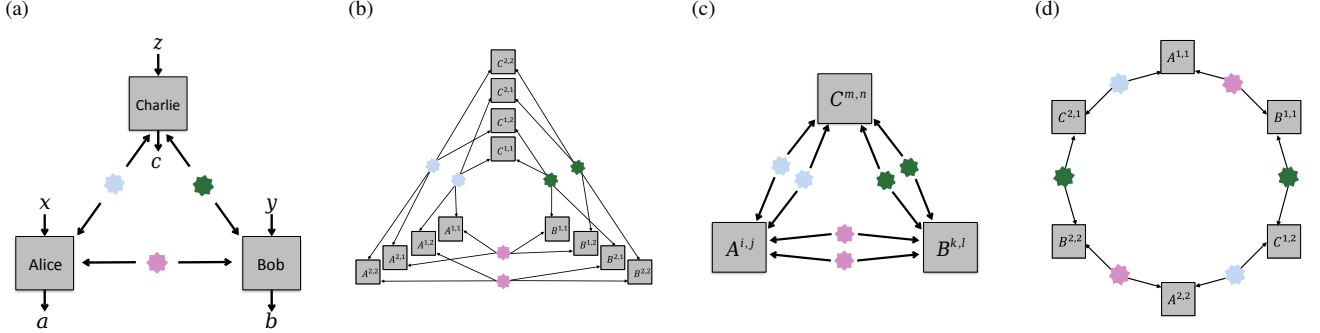 (a)
z
Charlie
c
x
y
Alice
Bob
a
b
(b)
C^{2,2}
C^{2,1}
C^{1,2}
C^{1,1}
A^{1,1}
B^{1,1}
A^{1,2}
B^{1,2}
A^{2,1}
B^{2,1}
A^{2,2}
B^{2,2}
(c)
C^{m,n}
A^{i,j}
B^{k,l}
(d)
A^{1,1}
C^{2,1}
B^{1,1}
B^{2,2}
C^{1,2}
A^{2,2}